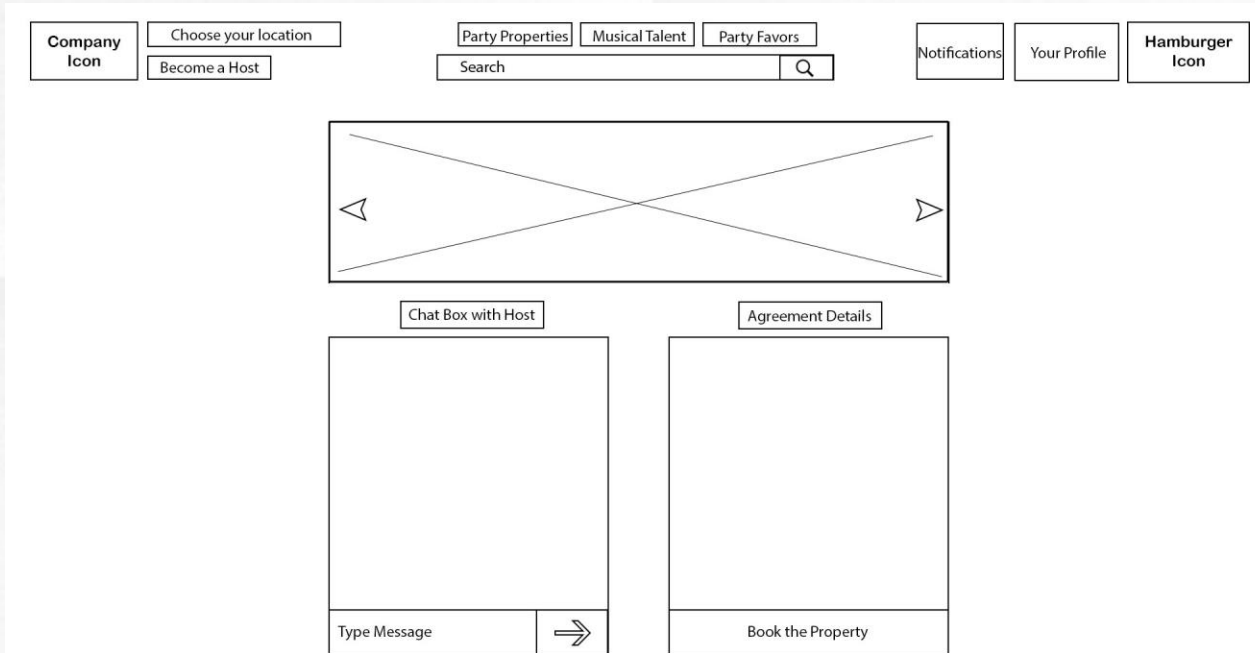 Company
Icon
Choose your location
Become a Host
Party Properties
Musical Talent
Party Favors
Search
Notifications
Your Profile
Hamburger
Icon
Chat Box with Host
Agreement Details
Type Message
Book the Property